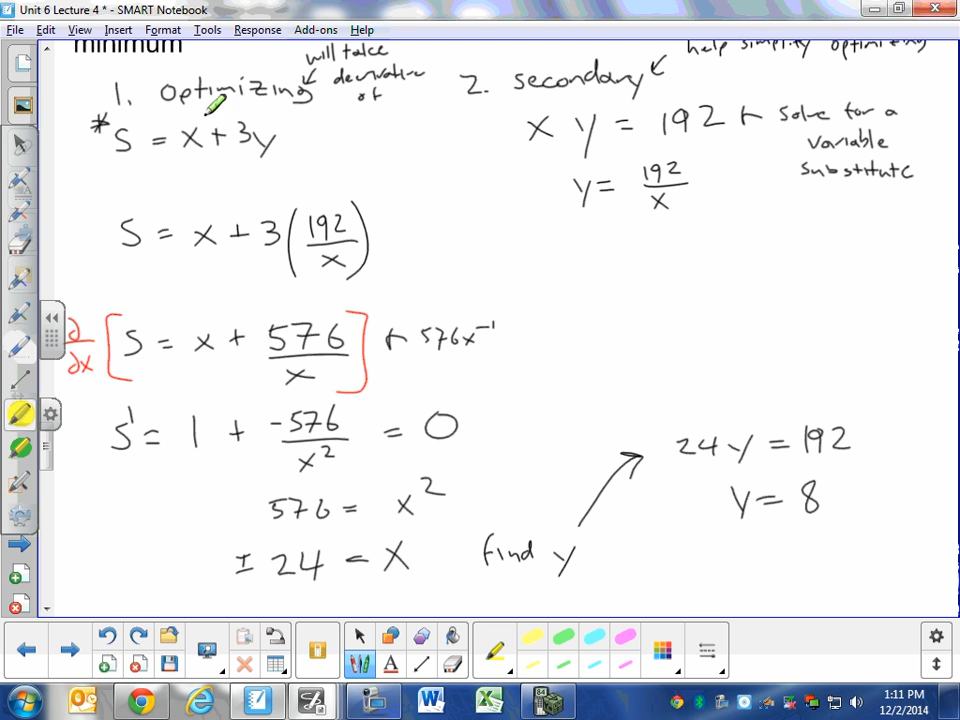 Unit 6 Lecture 4 * - SMART Notebook
File Edit View Insert Format Tools Response Add-ons Help
minimum
will take
derivative
of
1. optimizing
* S = x + 3y
help simplify optimizing
2. secondary
x y = 192 ← solve for a
variable
substitute
y = 192/x
S = x + 3(192/x)
∂/∂x [S = x + 576/x] ← 576x⁻¹
S' = 1 + -576/x² = 0
576 = x²
± 24 = x
find y
24y = 192
y = 8
1:11 PM
12/2/2014